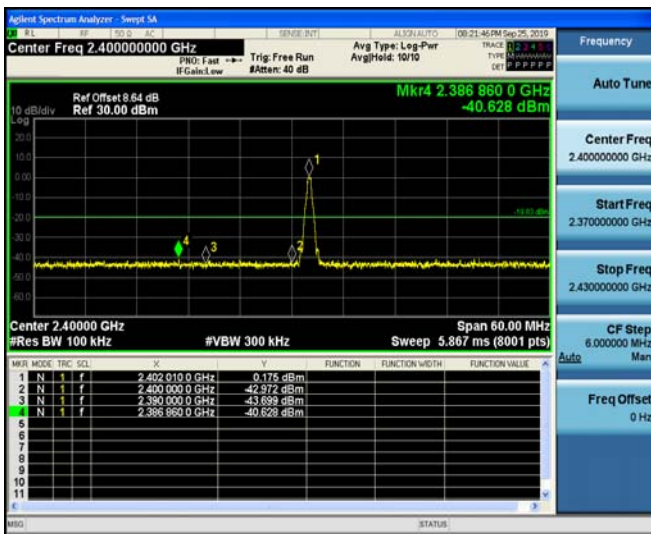 Agilent Spectrum Analyzer - Swept SA
RL RF 50 Ω AC SENSE:INT ALIGN AUTO 08:21:46 PM Sep 25, 2019
Center Freq 2.400000000 GHz
PNO: Fast
IFGain:Low
Trig: Free Run
#Atten: 40 dB
Avg Type: Log-Pwr
Avg|Hold: 10/10
TRACE 1 2 3 4 5 6
TYPE
DET P P P P P P
Ref Offset 8.64 dB
Ref 30.00 dBm
10 dB/div
Log
Mkr4 2.386 860 0 GHz
-40.628 dBm
20.0
10.0
0.00
-10.0
-20.0
-30.0
-40.0
-50.0
-60.0
1
2
3
4
Center 2.40000 GHz
#Res BW 100 kHz
#VBW 300 kHz
Span 60.00 MHz
Sweep 5.867 ms (8001 pts)
MKR MODE TRC SCL X Y FUNCTION FUNCTION WIDTH FUNCTION VALUE
1 N 1 f 2.402 010 0 GHz 0.175 dBm
2 N 1 f 2.400 000 0 GHz -42.972 dBm
3 N 1 f 2.390 000 0 GHz -43.699 dBm
4 N 1 f 2.386 860 0 GHz -40.628 dBm
5
6
7
8
9
10
11
MSG
STATUS
Frequency
Auto Tune
Center Freq
2.400000000 GHz
Start Freq
2.370000000 GHz
Stop Freq
2.430000000 GHz
CF Step
6.000000 MHz
Auto Man
Freq Offset
0 Hz